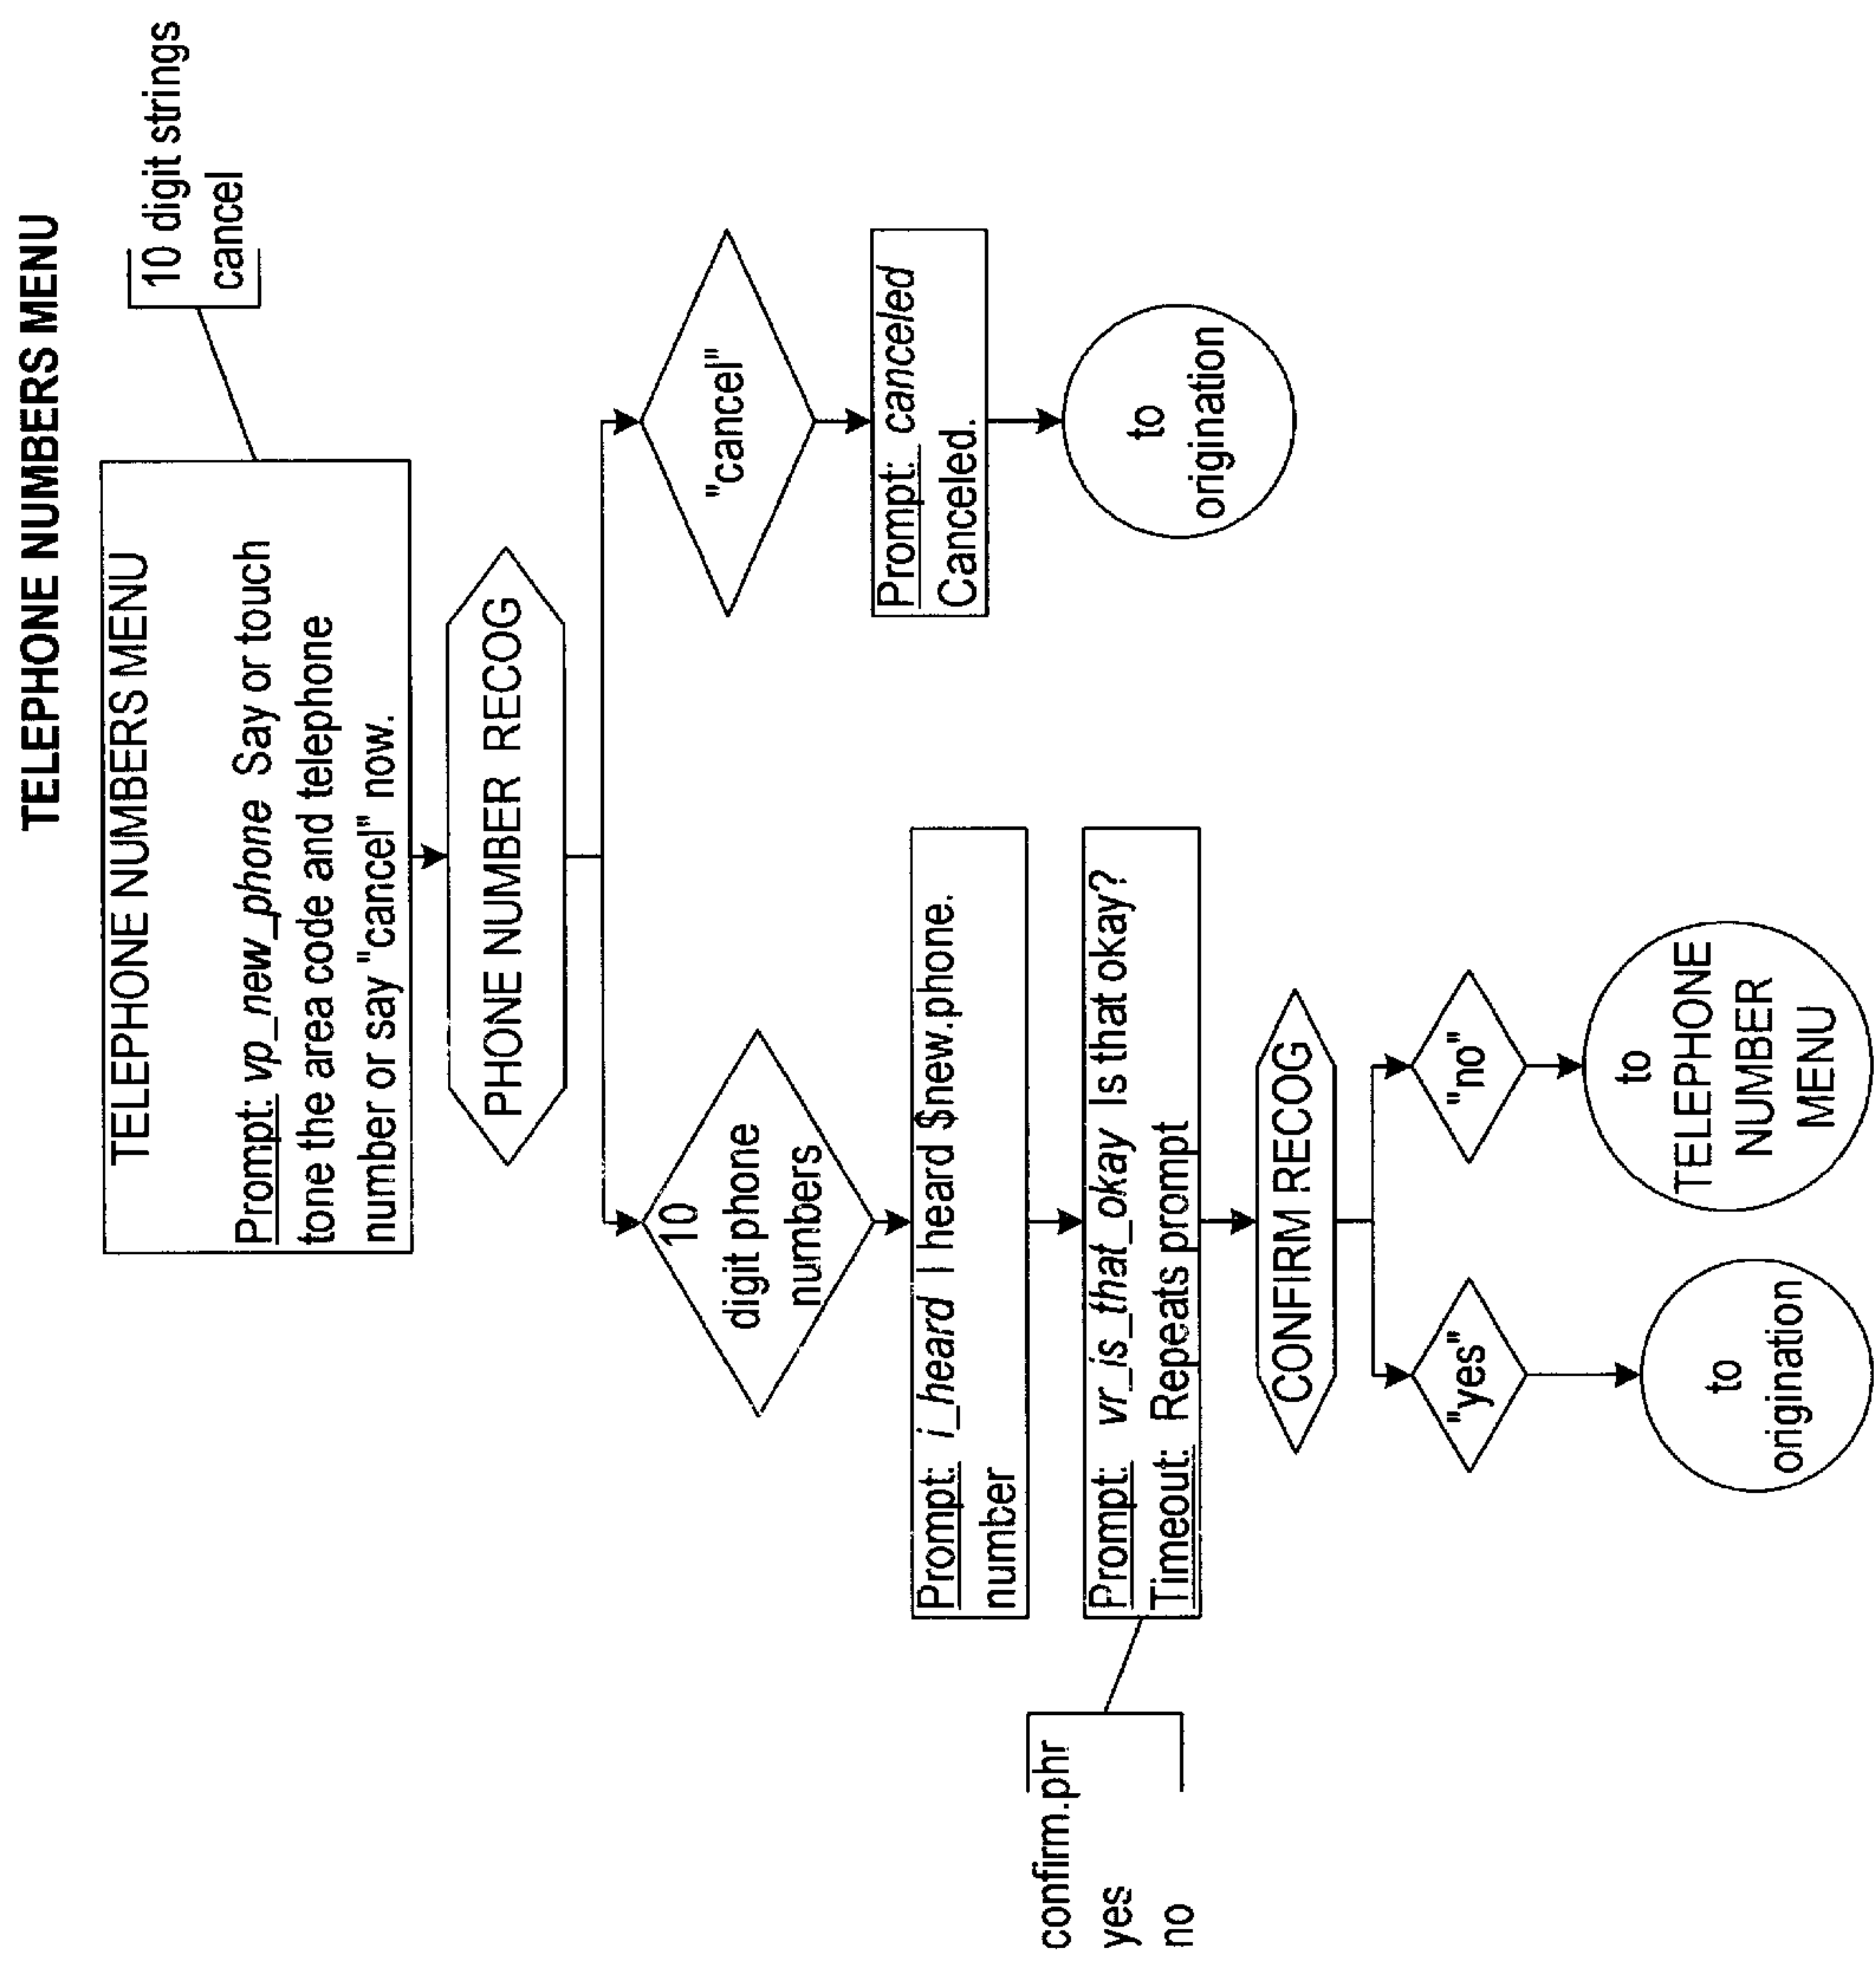 TELEPHONE NUMBERS MENU
10 digit strings
cancel
TELEPHONE NUMBERS MENU
Prompt: vp_new_phone Say or touch
tone the area code and telephone
number or say "cancel" now.
PHONE NUMBER RECOG
10
digit phone
numbers
"cancel"
Prompt: i_heard I heard $new.phone.
number
Prompt: canceled
Canceled.
to
origination
confirm.phr
yes
no
Prompt: vr_is_that_okay Is that okay?
Timeout: Repeats prompt
CONFIRM RECOG
"yes"
"no"
to
origination
to
TELEPHONE
NUMBER
MENU